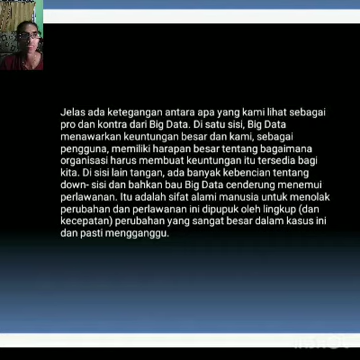 Jelas ada ketegangan antara apa yang kami lihat sebagai
pro dan kontra dari Big Data. Di satu sisi, Big Data
menawarkan keuntungan besar dan kami, sebagai
pengguna, memiliki harapan besar tentang bagaimana
organisasi harus membuat keuntungan itu tersedia bagi
kita. Di sisi lain tangan, ada banyak kebencian tentang
down- sisi dan bahkan bau Big Data cenderung menemui
perlawanan. Itu adalah sifat alami manusia untuk menolak
perubahan dan perlawanan ini dipupuk oleh lingkup (dan
kecepatan) perubahan yang sangat besar dalam kasus ini
dan pasti mengganggu.